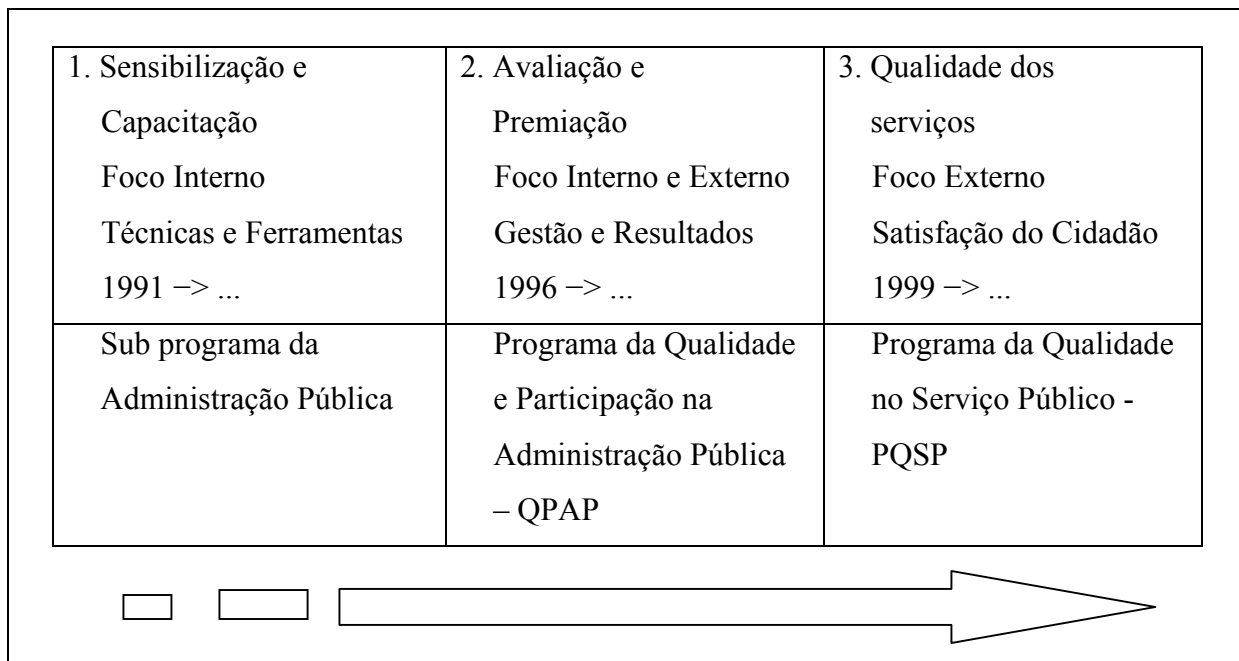 1. Sensibilização e
Capacitação
Foco Interno
Técnicas e Ferramentas
1991 −> ...
2. Avaliação e
Premiação
Foco Interno e Externo
Gestão e Resultados
1996 −> ...
3. Qualidade dos
serviços
Foco Externo
Satisfação do Cidadão
1999 −> ...
Sub programa da
Administração Pública
Programa da Qualidade
e Participação na
Administração Pública
– QPAP
Programa da Qualidade
no Serviço Público -
PQSP